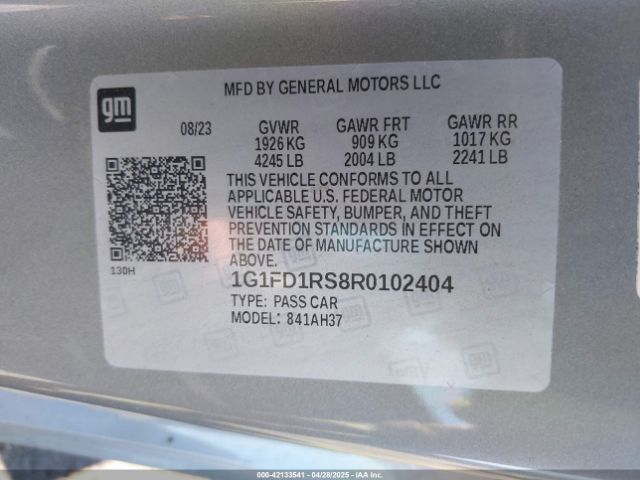 gm
MFD BY GENERAL MOTORS LLC
08/23 GVWR GAWR FRT GAWR RR
1926 KG 909 KG 1017 KG
4245 LB 2004 LB 2241 LB
THIS VEHICLE CONFORMS TO ALL
APPLICABLE U.S. FEDERAL MOTOR
VEHICLE SAFETY, BUMPER, AND THEFT
PREVENTION STANDARDS IN EFFECT ON
THE DATE OF MANUFACTURE SHOWN
ABOVE.
130H
1G1FD1RS8R0102404
TYPE: PASS CAR
MODEL: 841AH37
000-42133541 | 04/28/2025 | IAAI.COM